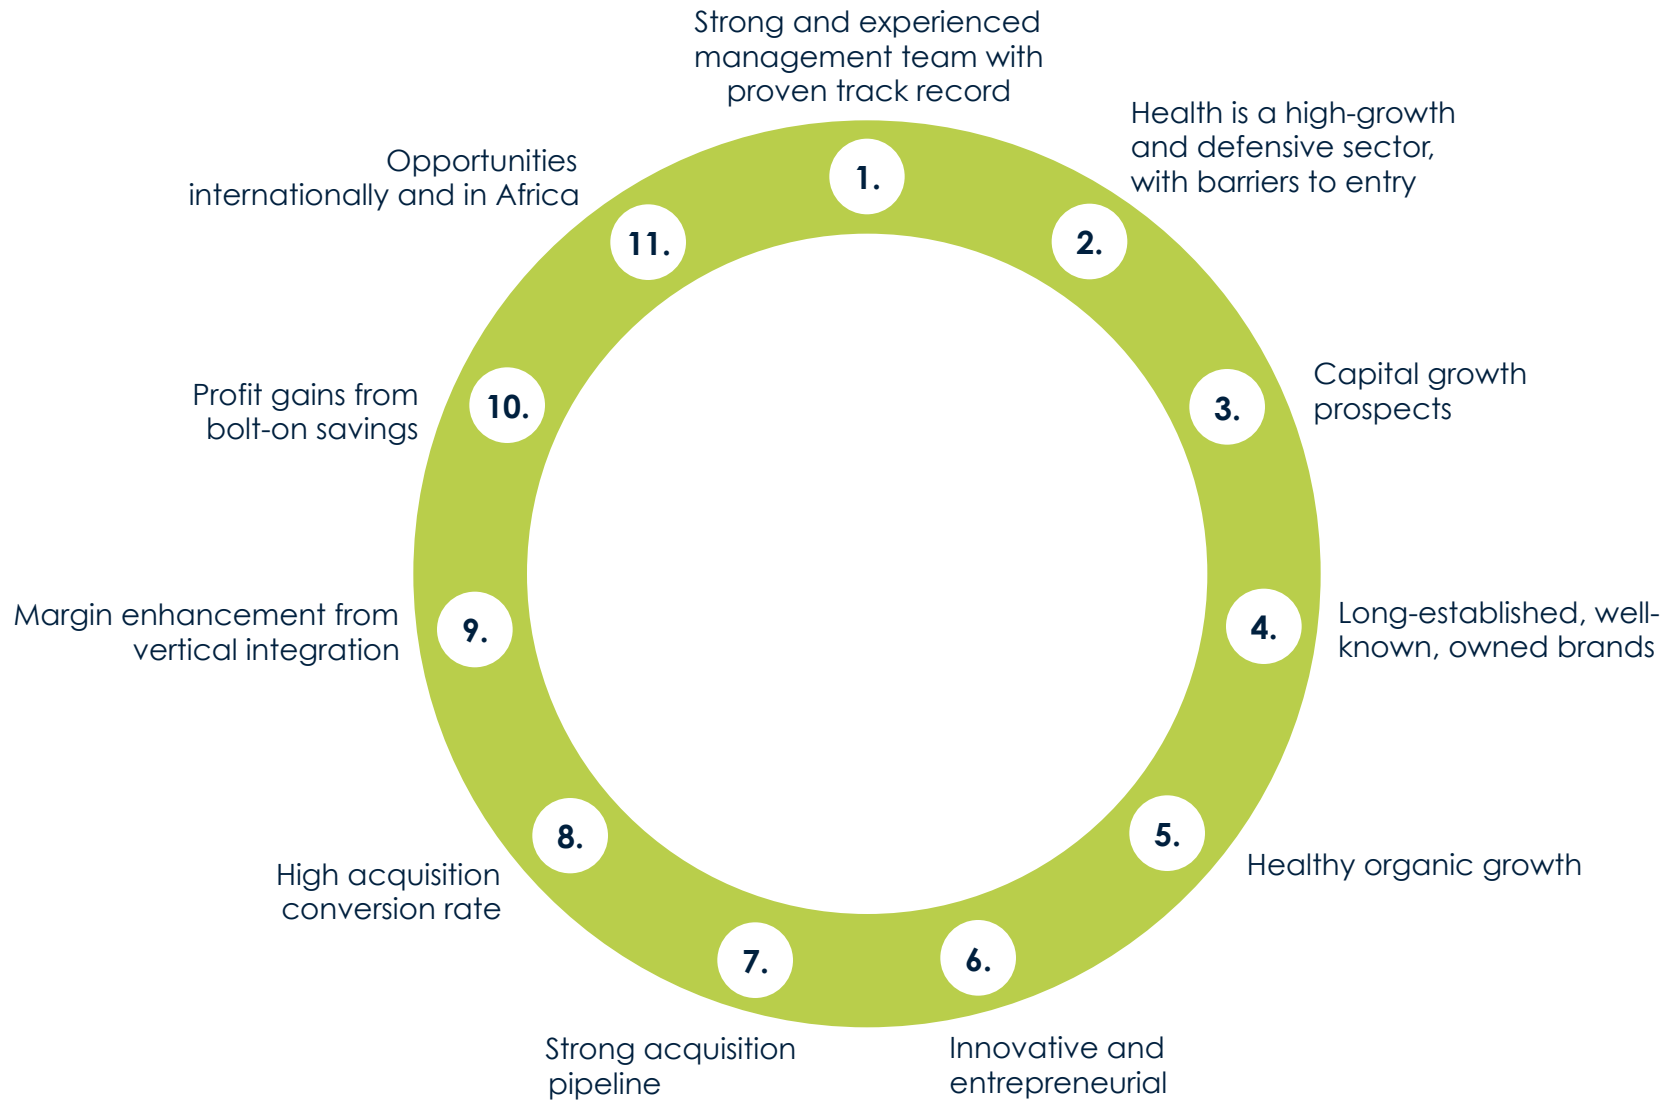 Strong and experienced
management team with
proven track record
1.
Health is a high-growth
and defensive sector,
with barriers to entry
2.
Capital growth
prospects
3.
Long-established, well-
known, owned brands
4.
Healthy organic growth
5.
Innovative and
entrepreneurial
6.
Strong acquisition
pipeline
7.
High acquisition
conversion rate
8.
Margin enhancement from
vertical integration
9.
Profit gains from
bolt-on savings
10.
Opportunities
internationally and in Africa
11.